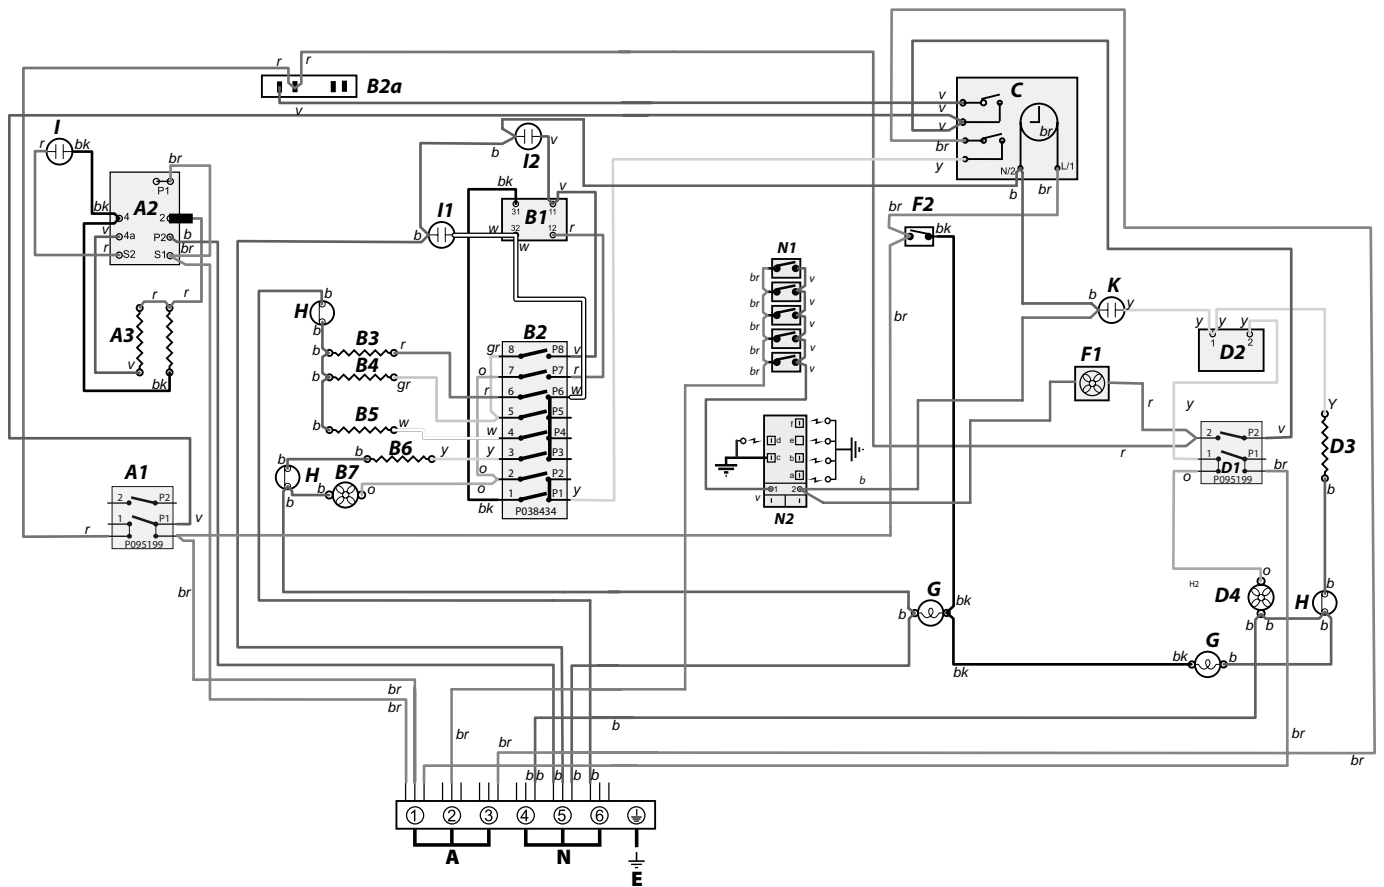 r
r
B2a
v
C
v
v
v
br
br
y
N/2
L/1
b
br
I
r
bk
br
P1
A2
bk
4
2
v
4a
P2
b
r
S2
S1
br
r
r
A3
v
bk
b
I2
v
bk
v
31
11
B1
32
12
r
w
w
I1
b
br
F2
bk
N1
br
v
br
v
br
v
br
v
br
v
br
b
K
y
y
y
y
1
2
D2
F1
r
b
H
b
B3
b
r
B4
b
gr
B5
b
w
B6
b
y
b
H
B7
b
o
b
B2
gr
8
P8
v
o
7
P7
r
r
6
P6
w
5
P5
w
4
P4
y
3
P3
o
2
P2
o
1
P1
y
bk
P038434
f
d
e
c
b
a
1
2
v
b
N2
y
r
2
P2
v
1
P1
br
D1
o
P095199
Y
D3
b
A1
2
P2
1
P1
v
r
P095199
br
G
b
bk
bk
o
H2
D4
b
b
b
H
b
G
bk
b
br
br
br
br
b
br
br
b
b
b
b
b
1
2
3
4
5
6
A
N
E